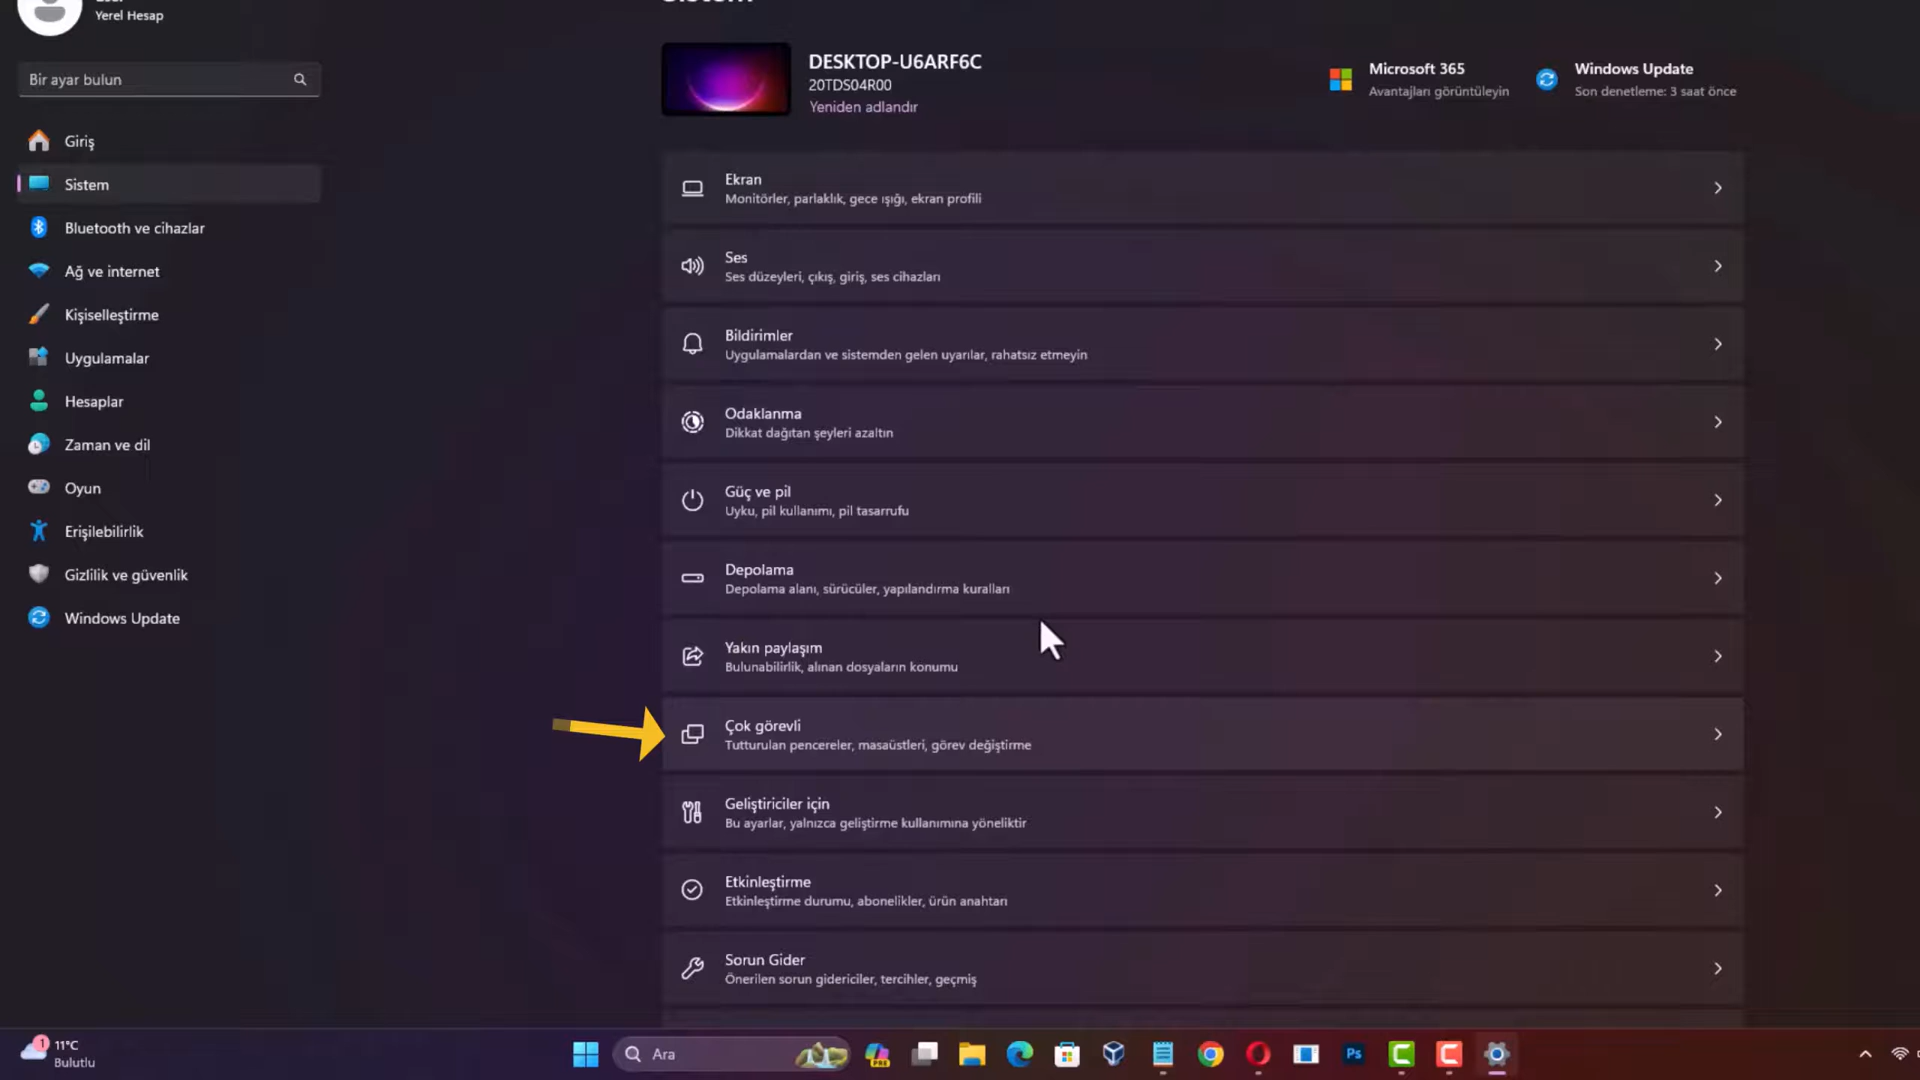 Yerel Hesap
Bir ayar bulun
Giriş
Sistem
Bluetooth ve cihazlar
Ağ ve internet
Kişiselleştirme
Uygulamalar
Hesaplar
Zaman ve dil
Oyun
Erişilebilirlik
Gizlilik ve güvenlik
Windows Update
DESKTOP-U6ARF6C
20TDS04R00
Yeniden adlandır
Microsoft 365
Avantajları görüntüleyin
Windows Update
Son denetleme: 3 saat önce
Ekran
Monitörler, parlaklık, gece ışığı, ekran profili
Ses
Ses düzeyleri, çıkış, giriş, ses cihazları
Bildirimler
Uygulamalardan ve sistemden gelen uyarılar, rahatsız etmeyin
Odaklanma
Dikkat dağıtan şeyleri azaltın
Güç ve pil
Uyku, pil kullanımı, pil tasarrufu
Depolama
Depolama alanı, sürücüler, yapılandırma kuralları
Yakın paylaşım
Bulunabilirlik, alınan dosyaların konumu
Çok görevli
Tutturulan pencereler, masaüstleri, görev değiştirme
Geliştiriciler için
Bu ayarlar, yalnızca geliştirme kullanımına yöneliktir
Etkinleştirme
Etkinleştirme durumu, abonelikler, ürün anahtarı
Sorun Gider
Önerilen sorun gidericiler, tercihler, geçmiş
1
11°C
Bulutlu
Ara
PRE
Ps